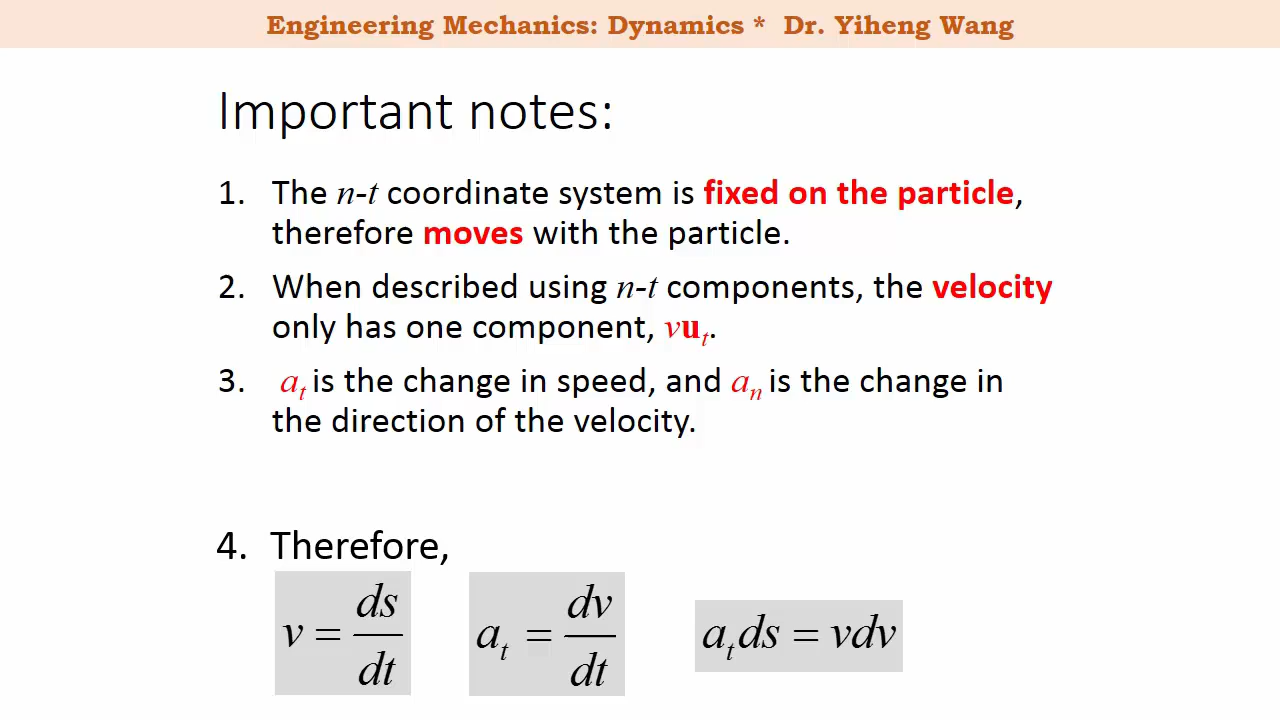 Engineering Mechanics: Dynamics * Dr. Yiheng Wang
Important notes:
1. The n-t coordinate system is fixed on the particle,
therefore moves with the particle.
2. When described using n-t components, the velocity
only has one component, vuₜ.
3. aₜ is the change in speed, and aₙ is the change in
the direction of the velocity.
4. Therefore,
v = ds/dt aₜ = dv/dt aₜds = vdv